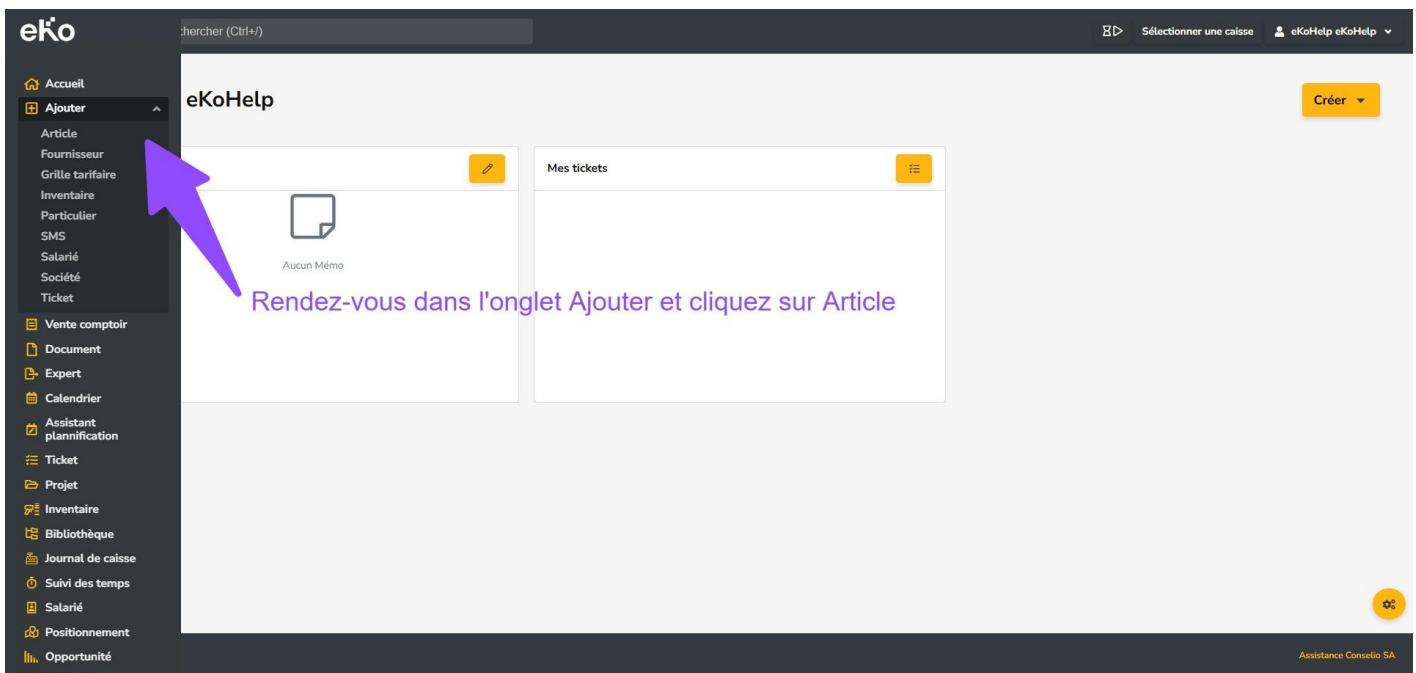 eko
chercher (Ctrl+/)
Sélectionner une caisse
eKoHelp eKoHelp
Accueil
Ajouter
Article
Fournisseur
Grille tarifaire
Inventaire
Particulier
SMS
Salarié
Société
Ticket
Vente comptoir
Document
Expert
Calendrier
Assistant
plannification
Ticket
Projet
Inventaire
Bibliothèque
Journal de caisse
Suivi des temps
Salarié
Positionnement
Opportunité
eKoHelp
Créer
Mes tickets
Aucun Mémo
Rendez-vous dans l'onglet Ajouter et cliquez sur Article
Assistance Conselio SA